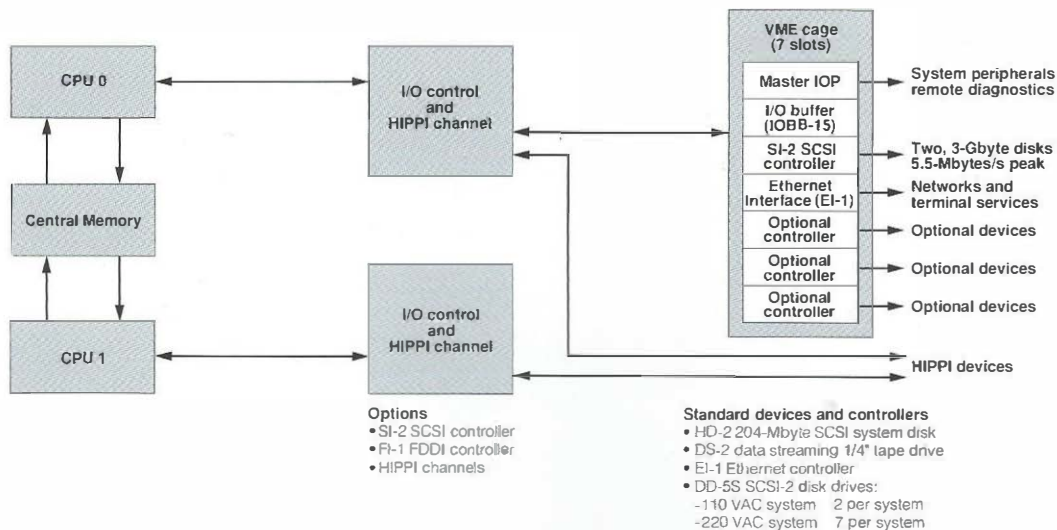 CPU 0
Central Memory
CPU 1
I/O control
and
HIPPI channel
I/O control
and
HIPPI channel
VME cage
(7 slots)
Master IOP
I/O buffer
(IOBB-15)
SI-2 SCSI
controller
Ethernet
Interface (EI-1)
Optional
controller
Optional
controller
Optional
controller
System peripherals
remote diagnostics
Two, 3-Gbyte disks
5.5-Mbytes/s peak
Networks and
terminal services
Optional devices
Optional devices
Optional devices
HIPPI devices
Options
• SI-2 SCSI controller
• FI-1 FDDI controller
• HIPPI channels
Standard devices and controllers
• HD-2 204-Mbyte SCSI system disk
• DS-2 data streaming 1/4" tape drive
• EI-1 Ethernet controller
• DD-5S SCSI-2 disk drives:
-110 VAC system 2 per system
-220 VAC system 7 per system